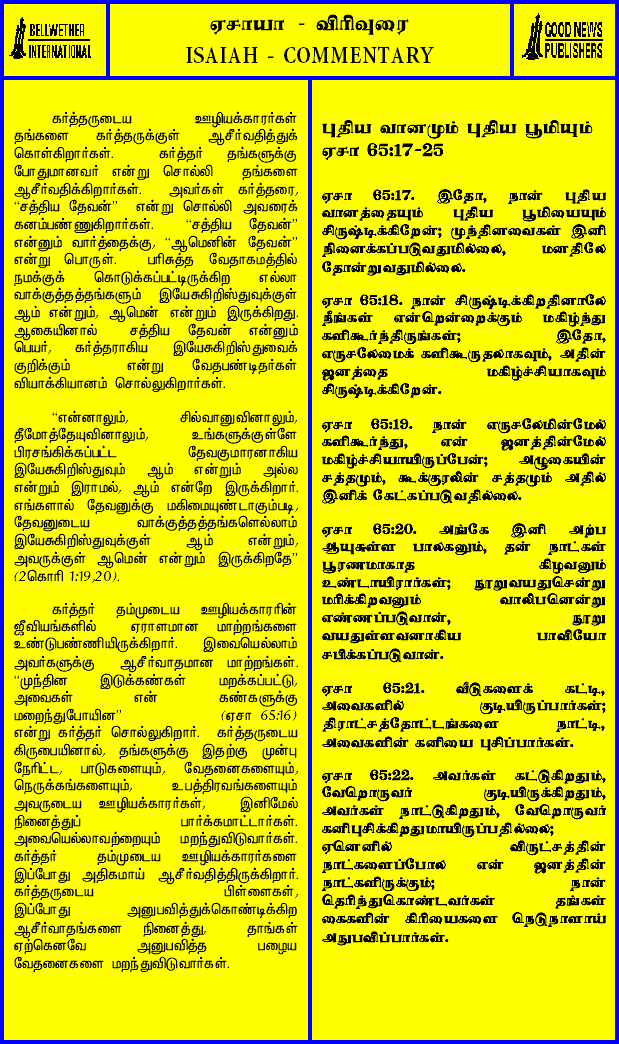 BELLWETHER
INTERNATIONAL
ஏசாயா - விரிவுரை
ISAIAH - COMMENTARY
GOOD NEWS
PUBLISHERS
கர்த்தருடைய ஊழியக்காரர்கள்
தங்களை கர்த்தருக்குள் ஆசீர்வதித்துக்
கொள்கிறார்கள். கர்த்தர் தங்களுக்கு
போதுமானவர் என்று சொல்லி தங்களை
ஆசீர்வதிக்கிறார்கள். அவர்கள் கர்த்தரை,
“சத்திய தேவன்” என்று சொல்லி அவரைக்
கனம்பண்ணுகிறார்கள். “சத்திய தேவன்”
என்னும் வார்த்தைக்கு, “ஆமெனின் தேவன்”
என்று பொருள். பரிசுத்த வேதாகமத்தில்
நமக்குக் கொடுக்கப்பட்டிருக்கிற எல்லா
வாக்குத்தத்தங்களும் இயேசுகிறிஸ்துவுக்குள்
ஆம் என்றும், ஆமென் என்றும் இருக்கிறது.
ஆகையினால் சத்திய தேவன் என்னும்
பெயர், கர்த்தராகிய இயேசுகிறிஸ்துவைக்
குறிக்கும் என்று வேதபண்டிதர்கள்
வியாக்கியானம் சொல்லுகிறார்கள்.
“என்னாலும், சில்வானுவினாலும்,
தீமோத்தேயுவினாலும், உங்களுக்குள்ளே
பிரசங்கிக்கப்பட்ட தேவகுமாரனாகிய
இயேசுகிறிஸ்துவும் ஆம் என்றும் அல்ல
என்றும் இராமல், ஆம் என்றே இருக்கிறார்.
எங்களால் தேவனுக்கு மகிமையுண்டாகும்படி,
தேவனுடைய வாக்குத்தத்தங்களெல்லாம்
இயேசுகிறிஸ்துவுக்குள் ஆம் என்றும்,
அவருக்குள் ஆமென் என்றும் இருக்கிறதே”
(2கொரி 1:19,20).
கர்த்தர் தம்முடைய ஊழியக்காரரின்
ஜீவியங்களில் ஏராளமான மாற்றங்களை
உண்டுபண்ணியிருக்கிறார். இவையெல்லாம்
அவர்களுக்கு ஆசீர்வாதமான மாற்றங்கள்.
“முந்தின இடுக்கண்கள் மறக்கப்பட்டு,
அவைகள் என் கண்களுக்கு
மறைந்துபோயின” (ஏசா 65:16)
என்று கர்த்தர் சொல்லுகிறார். கர்த்தருடைய
கிருபையினால், தங்களுக்கு இதற்கு முன்பு
நேரிட்ட, பாடுகளையும், வேதனைகளையும்,
நெருக்கங்களையும், உபத்திரவங்களையும்
அவருடைய ஊழியக்காரர்கள், இனிமேல்
நினைத்துப் பார்க்கமாட்டார்கள்.
அவையெல்லாவற்றையும் மறந்துவிடுவார்கள்.
கர்த்தர் தம்முடைய ஊழியக்காரர்களை
இப்போது அதிகமாய் ஆசீர்வதித்திருக்கிறார்.
கர்த்தருடைய பிள்ளைகள்,
இப்போது அனுபவித்துக்கொண்டிக்கிற
ஆசீர்வாதங்களை நினைத்து, தாங்கள்
ஏற்கெனவே அனுபவித்த பழைய
வேதனைகளை மறந்துவிடுவார்கள்.
புதிய வானமும் புதிய பூமியும்
ஏசா 65:17-25
ஏசா 65:17. இதோ, நான் புதிய
வானத்தையும் புதிய பூமியையும்
சிருஷ்டிக்கிறேன்; முந்தினவைகள் இனி
நினைக்கப்படுவதுமில்லை, மனதிலே
தோன்றுவதுமில்லை.
ஏசா 65:18. நான் சிருஷ்டிக்கிறதினாலே
நீங்கள் என்றென்றைக்கும் மகிழ்ந்து
களிகூர்ந்திருங்கள்; இதோ,
எருசலேமைக் களிகூருதலாகவும், அதின்
ஜனத்தை மகிழ்ச்சியாகவும்
சிருஷ்டிக்கிறேன்.
ஏசா 65:19. நான் எருசலேமின்மேல்
களிகூர்ந்து, என் ஜனத்தின்மேல்
மகிழ்ச்சியாயிருப்பேன்; அழுகையின்
சத்தமும், கூக்குரலின் சத்தமும் அதில்
இனிக் கேட்கப்படுவதில்லை.
ஏசா 65:20. அங்கே இனி அற்ப
ஆயுசுள்ள பாலகனும், தன் நாட்கள்
பூரணமாகாத கிழவனும்
உண்டாயிரார்கள்; நூறுவயதுசென்று
மரிக்கிறவனும் வாலிபனென்று
எண்ணப்படுவான், நூறு
வயதுள்ளவனாகிய பாவியோ
சபிக்கப்படுவான்.
ஏசா 65:21. வீடுகளைக் கட்டி,
அவைகளில் குடியிருப்பார்கள்;
திராட்சத்தோட்டங்களை நாட்டி,
அவைகளின் கனியை புசிப்பார்கள்.
ஏசா 65:22. அவர்கள் கட்டுகிறதும்,
வேறொருவர் குடியிருக்கிறதும்,
அவர்கள் நாட்டுகிறதும், வேறொருவர்
கனிபுசிக்கிறதுமாயிருப்பதில்லை;
ஏனெனில் விருட்சத்தின்
நாட்களைப்போல என் ஜனத்தின்
நாட்களிருக்கும்; நான்
தெரிந்துகொண்டவர்கள் தங்கள்
கைகளின் கிரியைகளை நெடுநாளாய்
அநுபவிப்பார்கள்.